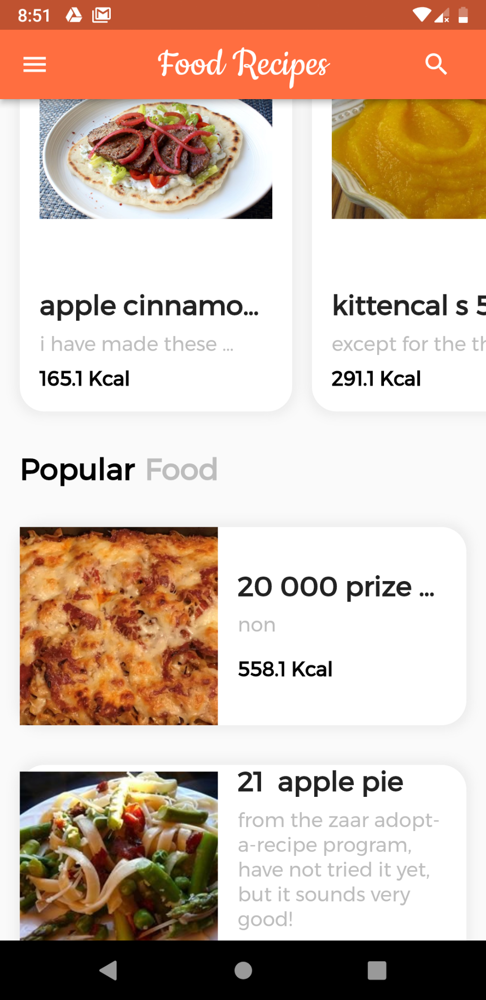 8:51
Food Recipes
apple cinnamo...
i have made these ...
165.1 Kcal
kittencal s 5
except for the th
291.1 Kcal
Popular Food
20 000 prize ...
non
558.1 Kcal
21  apple pie
from the zaar adopt-
a-recipe program,
have not tried it yet,
but it sounds very
good!